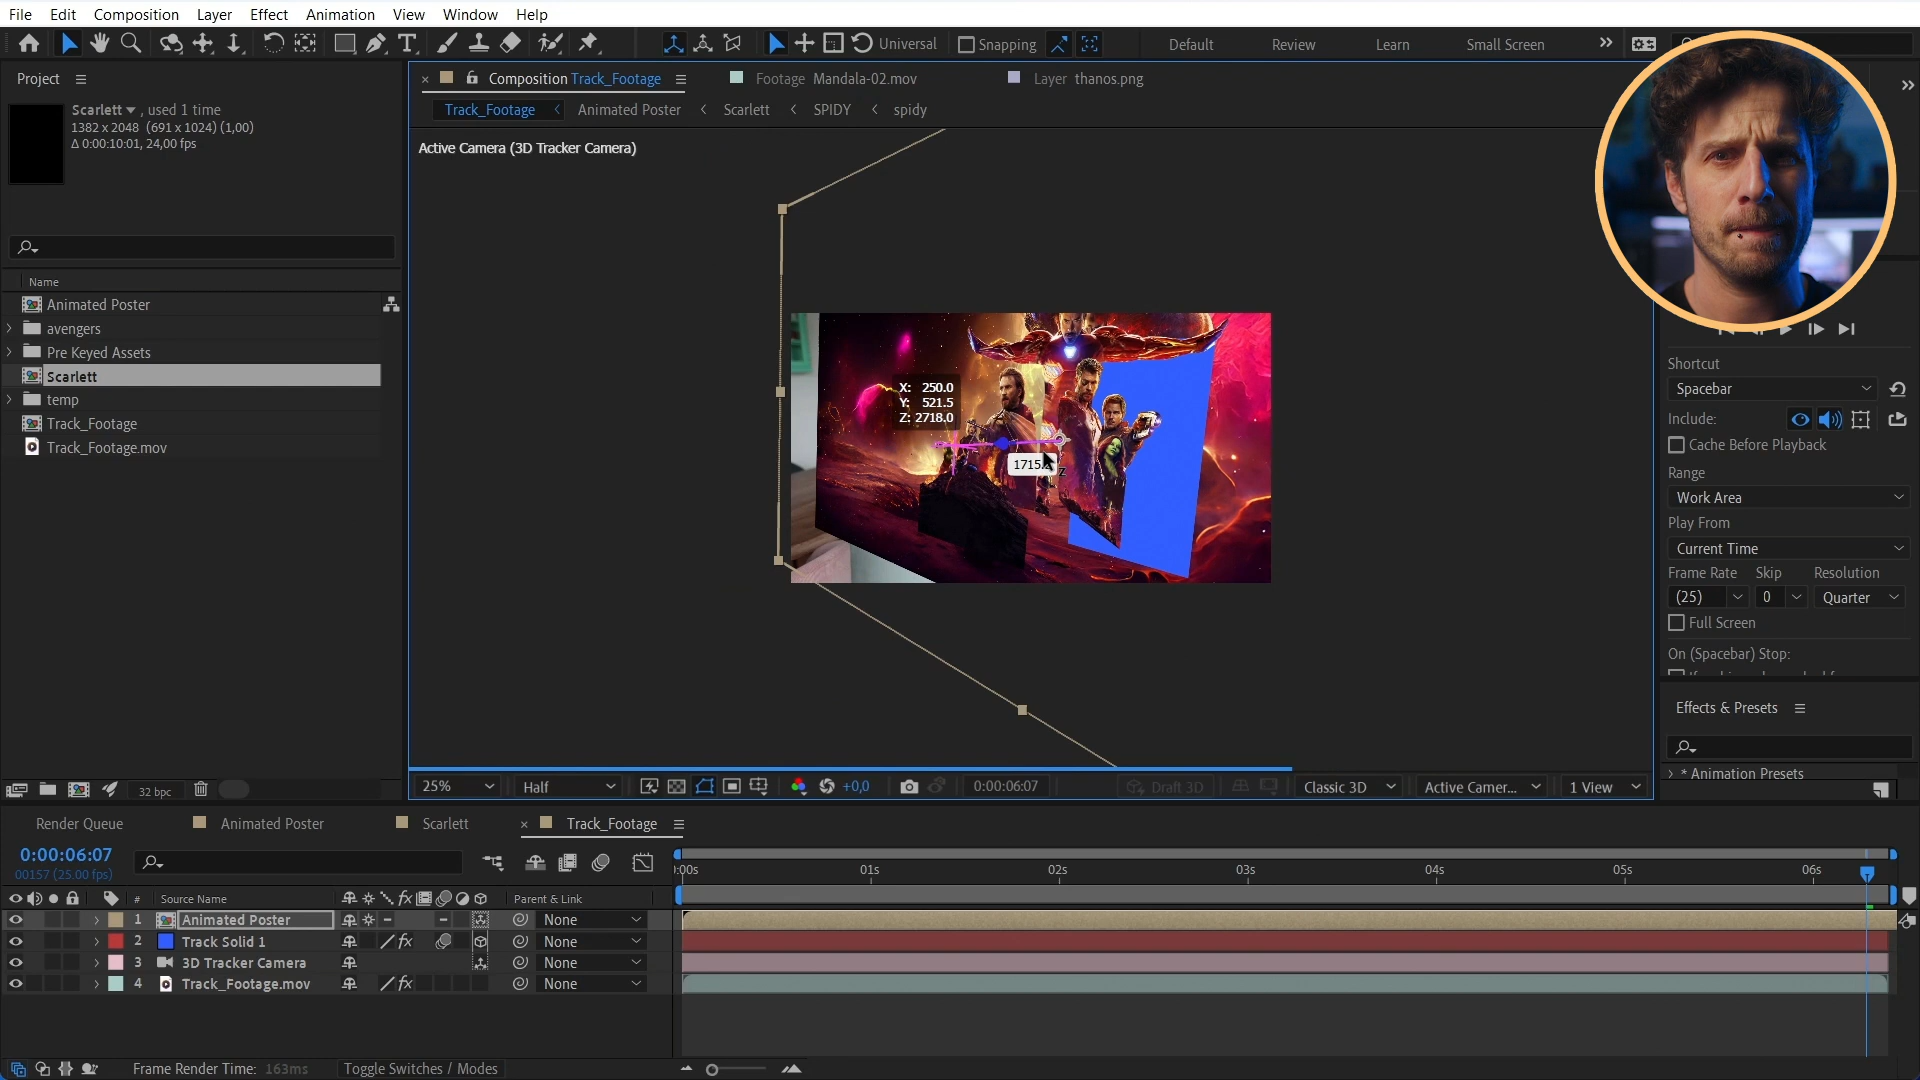 File Edit Composition Layer Effect Animation View Window Help
Universal Snapping Default Review Learn Small Screen
Project
Composition Track_Footage Footage Mandala-02.mov Layer thanos.png
Scarlett , used 1 time
1382 x 2048 (691 x 1024) (1,00)
Δ 0:00:10:01, 24,00 fps
Track_Footage Animated Poster Scarlett SPIDY spidy
Active Camera (3D Tracker Camera)
Name
Animated Poster
avengers
Pre Keyed Assets
Scarlett
temp
Track_Footage
Track_Footage.mov
X: 250.0
Y: 521.5
Z: 2718.0
Z
Shortcut
Spacebar
Include:
Cache Before Playback
Range
Work Area
Play From
Current Time
Frame Rate Skip Resolution
(25) 0 Quarter
Full Screen
On (Spacebar) Stop:
Effects & Presets
* Animation Presets
32 bpc
25% Half +0,0 0:00:06:07 Draft 3D Classic 3D Active Camer... 1 View
Render Queue Animated Poster Scarlett Track_Footage
0:00:06:07
00157 (25.00 fps)
:00s 01s 02s 03s 04s 05s 06s
# Source Name Parent & Link
1 Animated Poster None
2 Track Solid 1 fx None
3 3D Tracker Camera None
4 Track_Footage.mov fx None
Frame Render Time: 163ms Toggle Switches / Modes